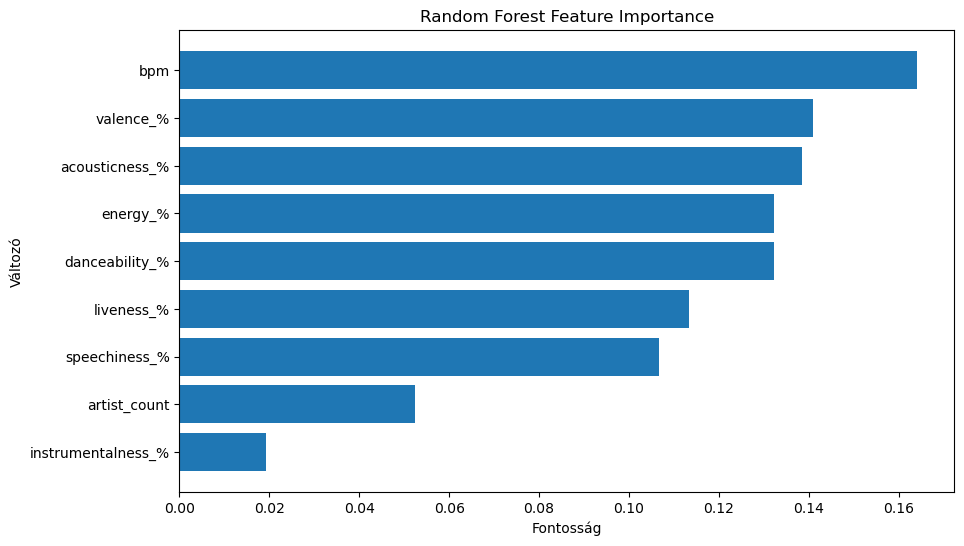 Random Forest Feature Importance
Változó
bpm
valence_%
acousticness_%
energy_%
danceability_%
liveness_%
speechiness_%
artist_count
instrumentalness_%
0.00 0.02 0.04 0.06 0.08 0.10 0.12 0.14 0.16
Fontosság